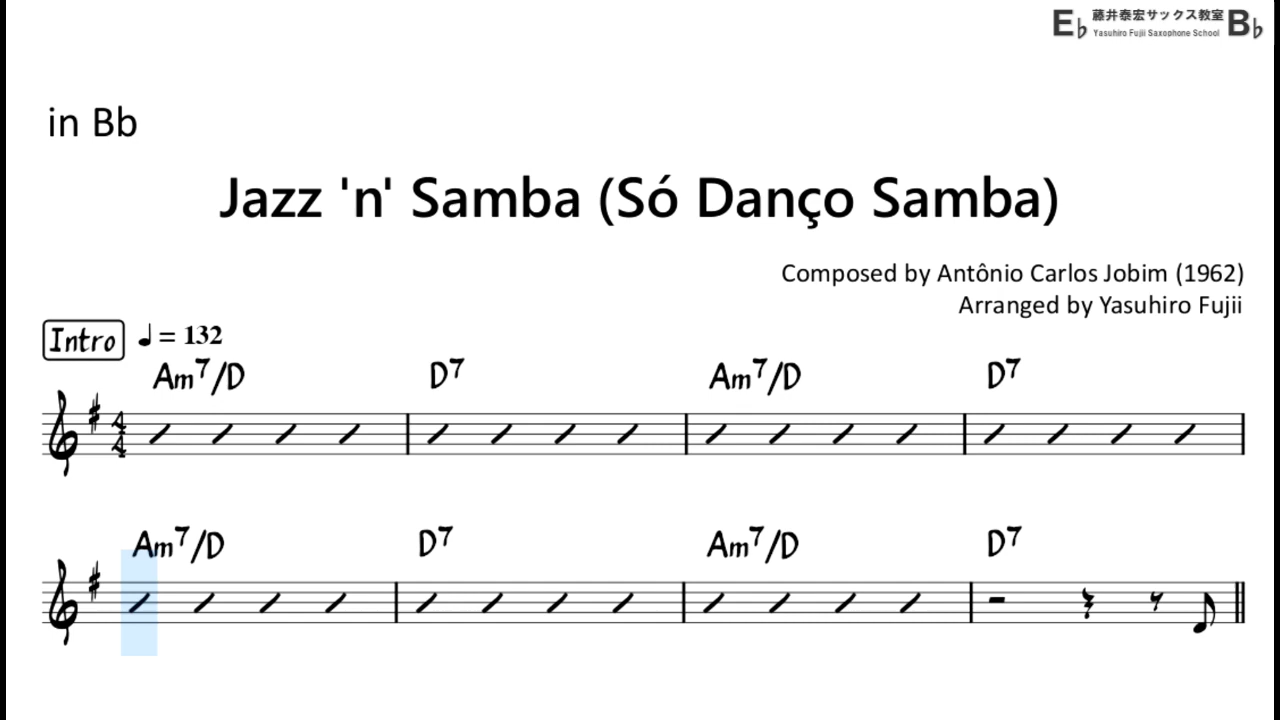 E♭ 藤井泰宏サックス教室 B♭
Yasuhiro Fujii Saxophone School
in Bb
Jazz 'n' Samba (Só Danço Samba)
Composed by Antônio Carlos Jobim (1962)
Arranged by Yasuhiro Fujii
Intro ♩ = 132
Am7/D D7 Am7/D D7
4
4
Am7/D D7 Am7/D D7